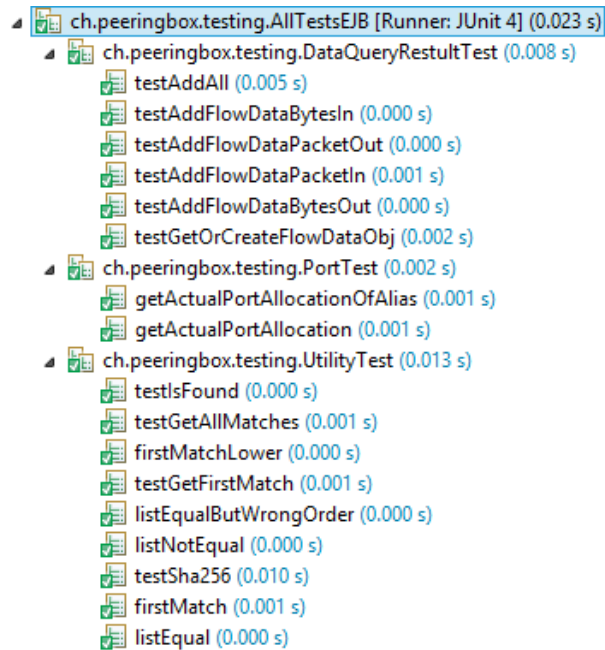 ch.peeringbox.testing.AllTestsEJB [Runner: JUnit 4] (0.023 s)
ch.peeringbox.testing.DataQueryRestultTest (0.008 s)
testAddAll (0.005 s)
testAddFlowDataBytesIn (0.000 s)
testAddFlowDataPacketOut (0.000 s)
testAddFlowDataPacketIn (0.001 s)
testAddFlowDataBytesOut (0.000 s)
testGetOrCreateFlowDataObj (0.002 s)
ch.peeringbox.testing.PortTest (0.002 s)
getActualPortAllocationOfAlias (0.001 s)
getActualPortAllocation (0.001 s)
ch.peeringbox.testing.UtilityTest (0.013 s)
testIsFound (0.000 s)
testGetAllMatches (0.001 s)
firstMatchLower (0.000 s)
testGetFirstMatch (0.001 s)
listEqualButWrongOrder (0.000 s)
listNotEqual (0.000 s)
testSha256 (0.010 s)
firstMatch (0.001 s)
listEqual (0.000 s)